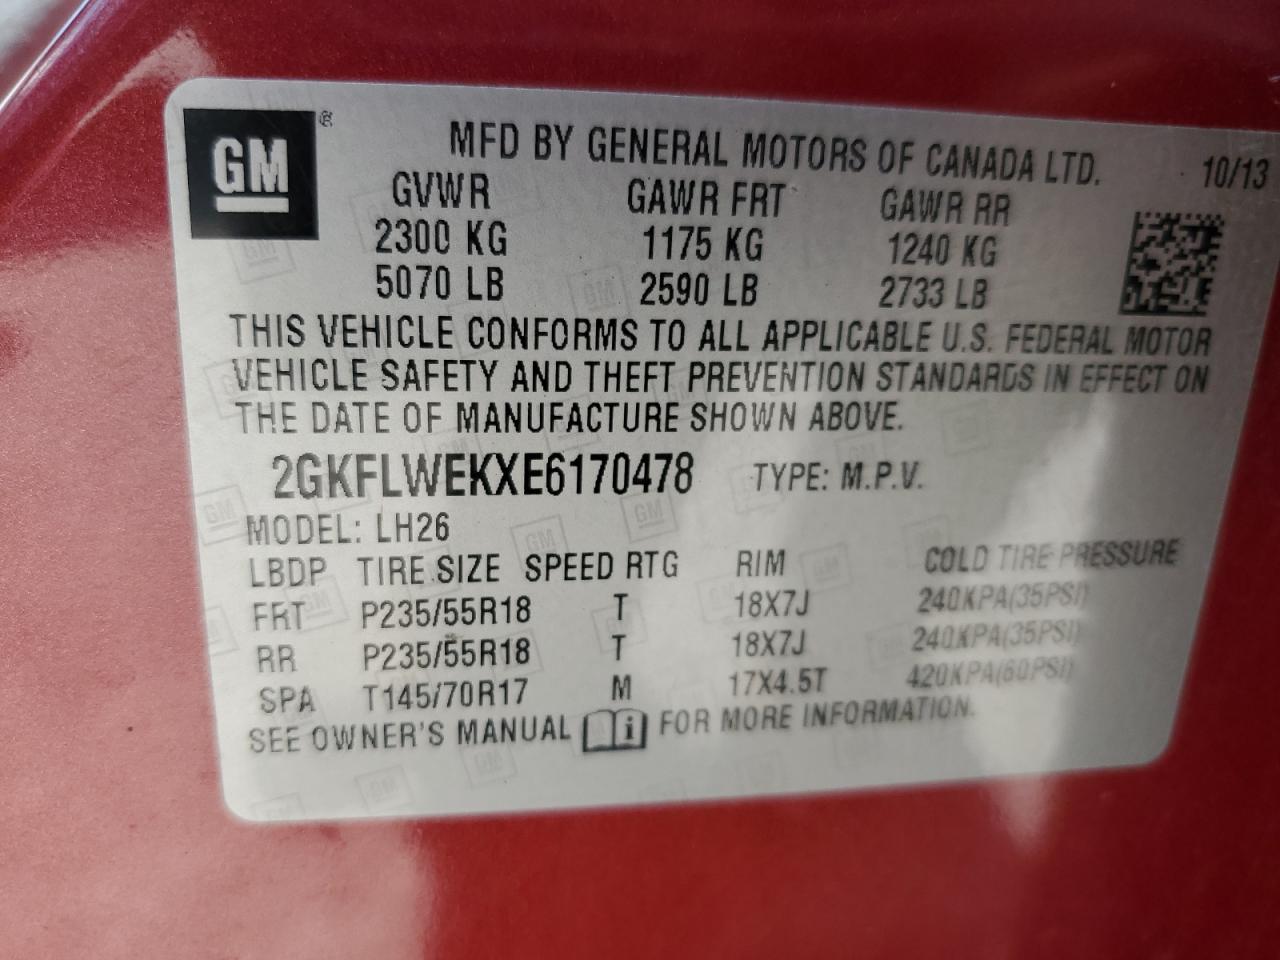 GM ®
MFD BY GENERAL MOTORS OF CANADA LTD. 10/13
GVWR GAWR FRT GAWR RR
2300 KG 1175 KG 1240 KG
5070 LB 2590 LB 2733 LB
THIS VEHICLE CONFORMS TO ALL APPLICABLE U.S. FEDERAL MOTOR
VEHICLE SAFETY AND THEFT PREVENTION STANDARDS IN EFFECT ON
THE DATE OF MANUFACTURE SHOWN ABOVE.
2GKFLWEKXE6170478 TYPE: M.P.V.
MODEL: LH26
LBDP TIRE SIZE SPEED RTG RIM COLD TIRE PRESSURE
FRT P235/55R18 T 18X7J 240KPA(35PSI)
RR P235/55R18 T 18X7J 240KPA(35PSI)
SPA T145/70R17 M 17X4.5T 420KPA(60PSI)
SEE OWNER'S MANUAL i FOR MORE INFORMATION.